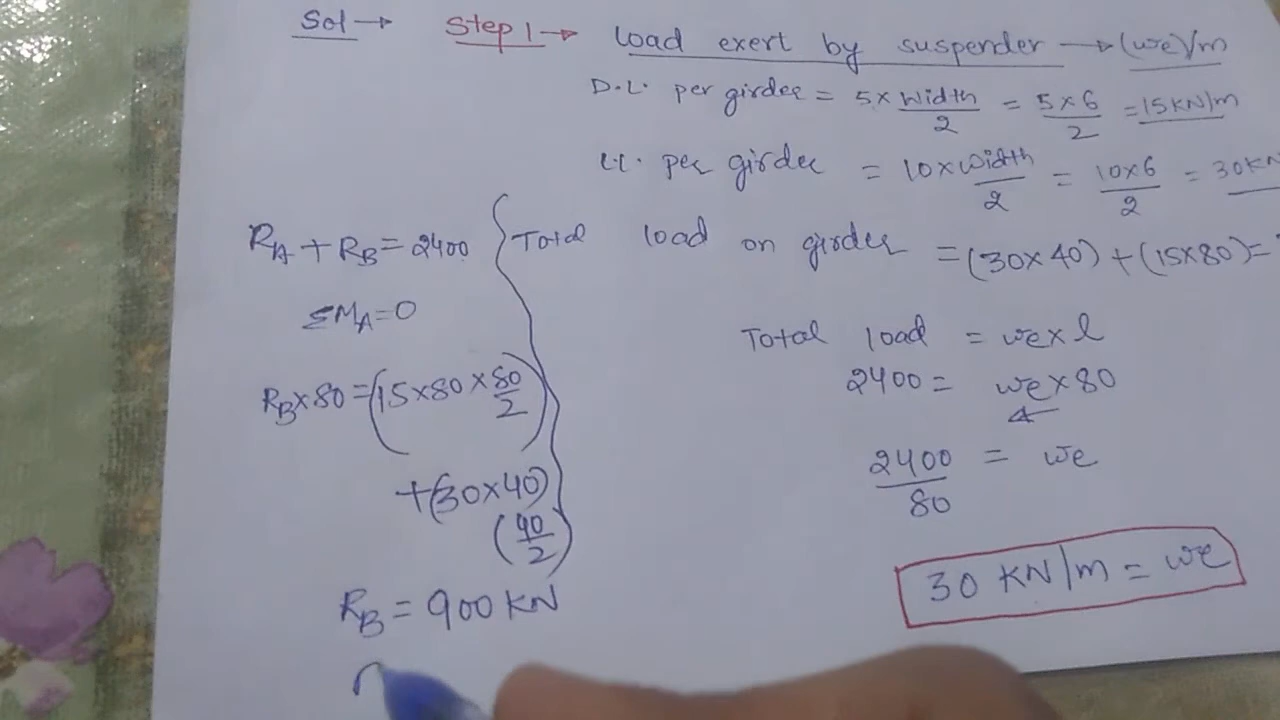 Sol → Step 1 → Load exert by suspender → (we)/m
D.L. per girder = 5 × width/2 = 5×6/2 = 15 KN/m
L.L. per girder = 10 × width/2 = 10×6/2 = 30 KN
Total load on girder = (30×40) + (15×80) =
Total load = we × l
2400 = we × 80
2400/80 = we
30 KN/m = we
RA + RB = 2400
ΣMA = 0
RB × 80 = (15 × 80 × 80/2)
+ (30×40)
(40/2)
RB = 900 KN